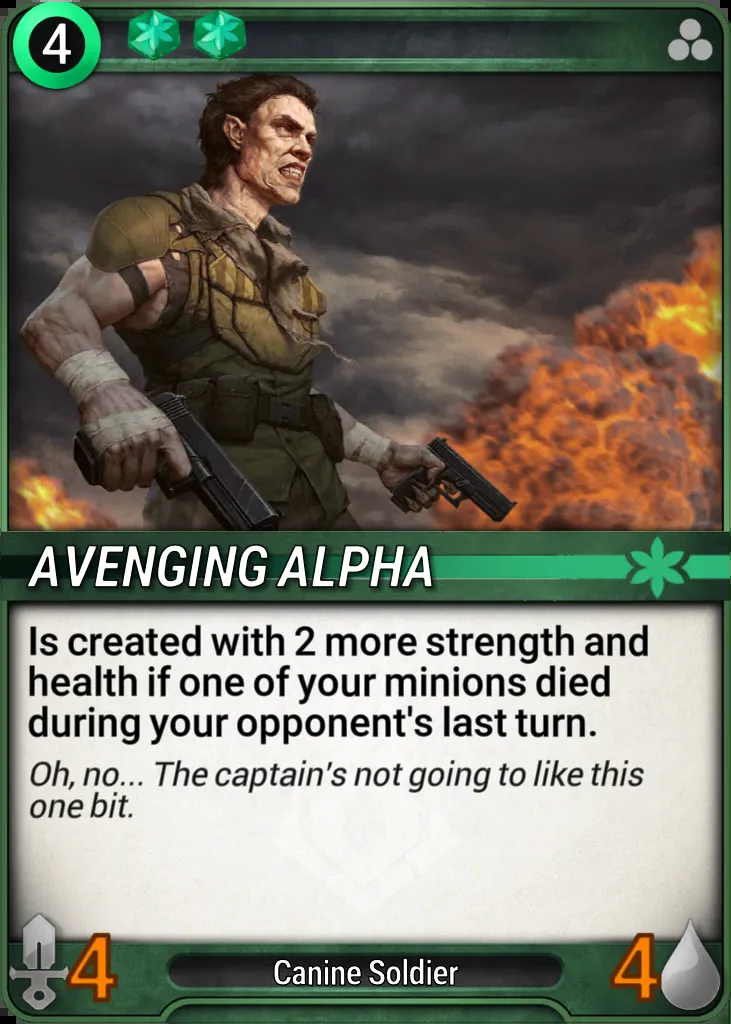 4
AVENGING ALPHA
Is created with 2 more strength and
health if one of your minions died
during your opponent's last turn.
Oh, no... The captain's not going to like this
one bit.
4 Canine Soldier 4